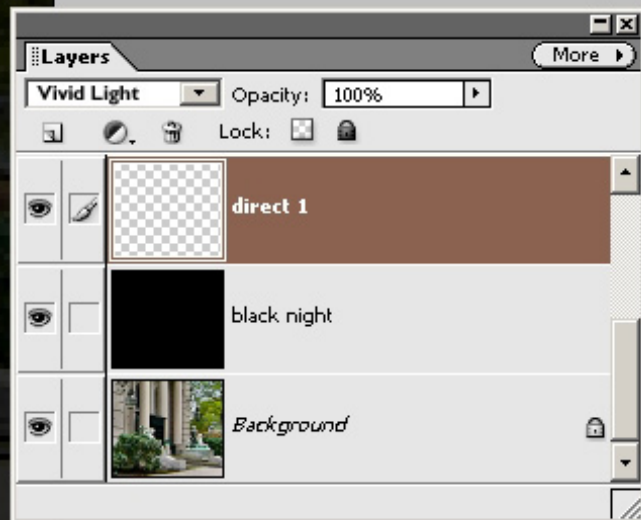 Layers More
Vivid Light Opacity: 100%
Lock:
direct 1
black night
Background